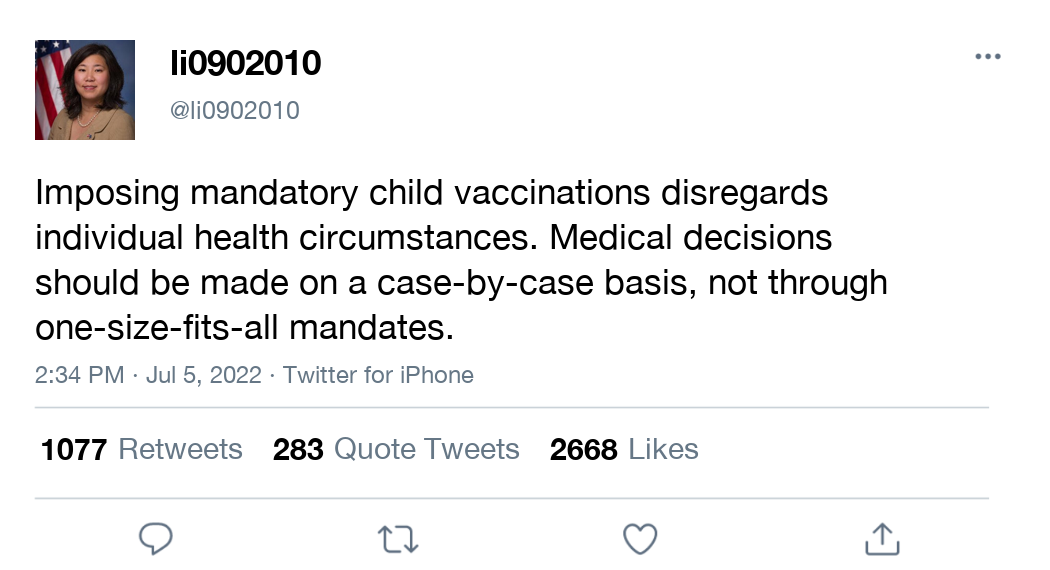 li0902010
@li0902010
Imposing mandatory child vaccinations disregards
individual health circumstances. Medical decisions
should be made on a case-by-case basis, not through
one-size-fits-all mandates.
2:34 PM · Jul 5, 2022 · Twitter for iPhone
1077 Retweets 283 Quote Tweets 2668 Likes